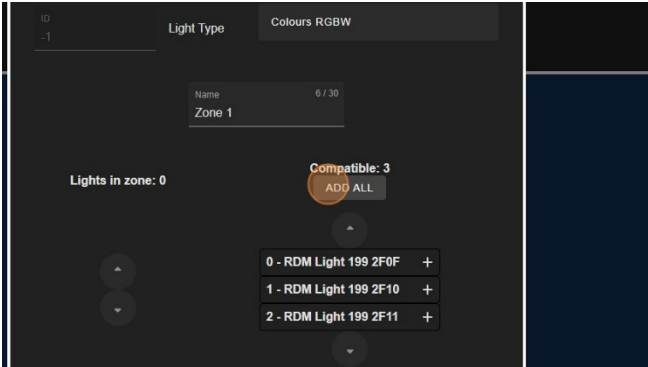 ID
-1
Light Type
Colours RGBW
Name
6 / 30
Zone 1
Lights in zone: 0
Compatible: 3
ADD ALL
0 - RDM Light 199 2F0F +
1 - RDM Light 199 2F10 +
2 - RDM Light 199 2F11 +